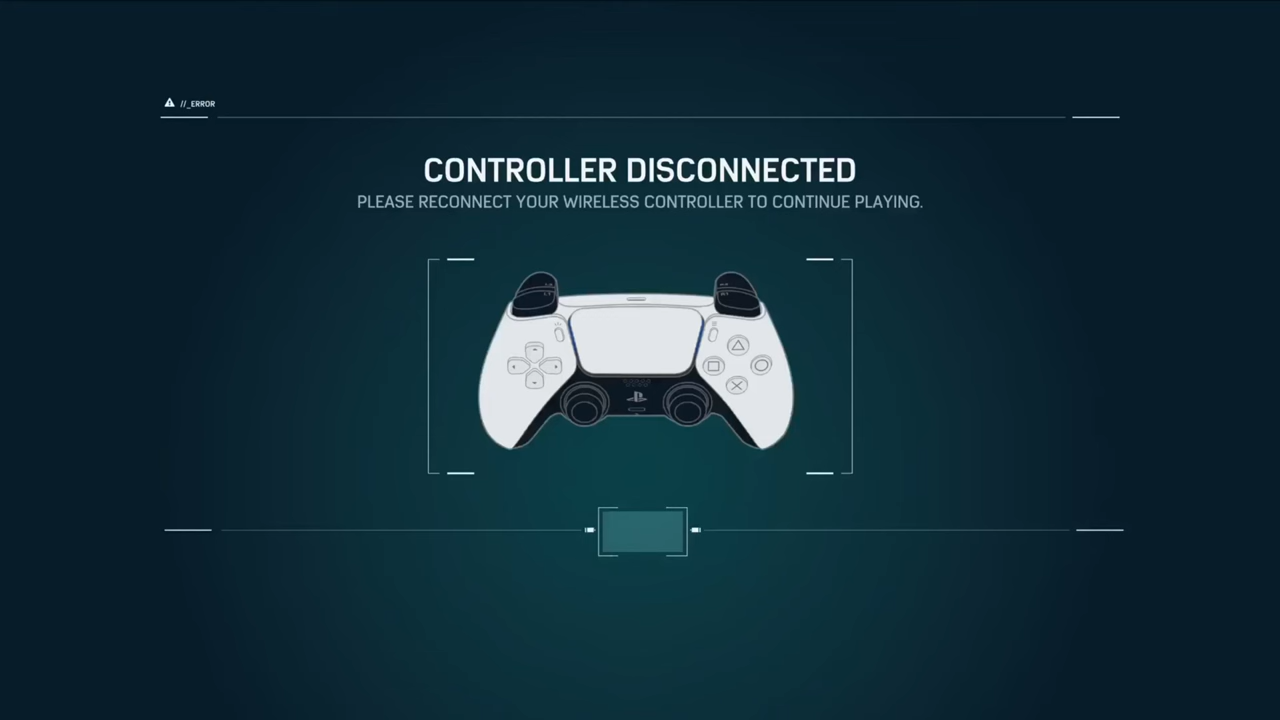 //_ERROR
CONTROLLER DISCONNECTED
PLEASE RECONNECT YOUR WIRELESS CONTROLLER TO CONTINUE PLAYING.